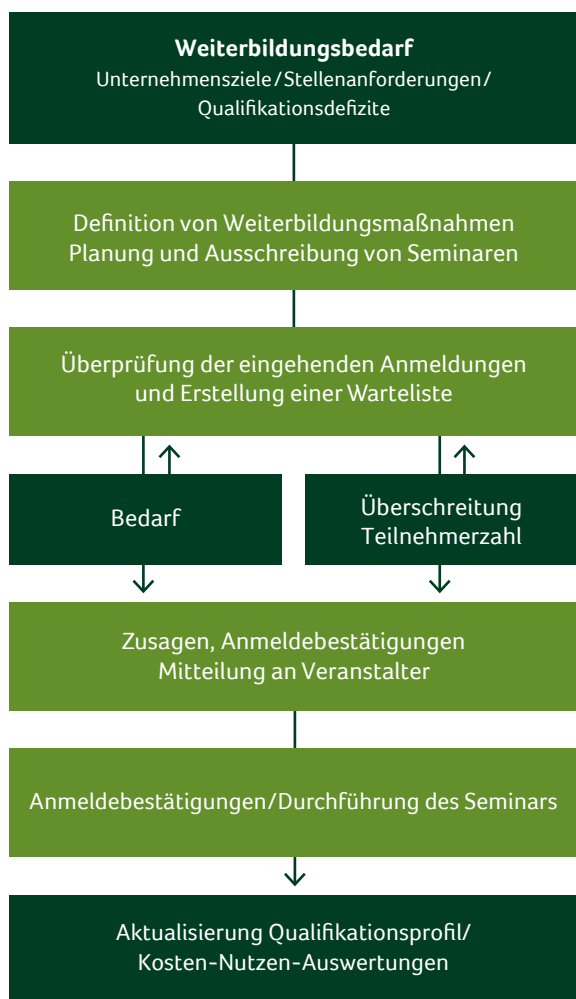 Weiterbildungsbedarf
Unternehmensziele/Stellenanforderungen/
Qualifikationsdefizite
Definition von Weiterbildungsmaßnahmen
Planung und Ausschreibung von Seminaren
Überprüfung der eingehenden Anmeldungen
und Erstellung einer Warteliste
Bedarf
Überschreitung
Teilnehmerzahl
Zusagen, Anmeldebestätigungen
Mitteilung an Veranstalter
Anmeldebestätigungen/Durchführung des Seminars
Aktualisierung Qualifikationsprofil/
Kosten-Nutzen-Auswertungen